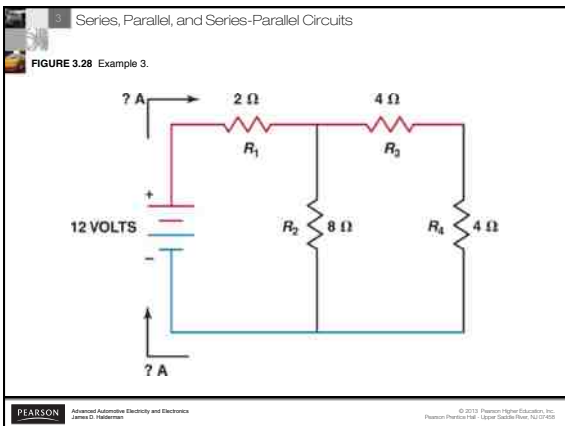 3 Series, Parallel, and Series-Parallel Circuits
FIGURE 3.28 Example 3.
? A 2 Ω 4 Ω
R1 R3
+
12 VOLTS R2 8 Ω R4 4 Ω
−
? A
PEARSON Advanced Automotive Electricity and Electronics © 2013 Pearson Higher Education, Inc.
James D. Halderman Pearson Prentice Hall - Upper Saddle River, NJ 07458